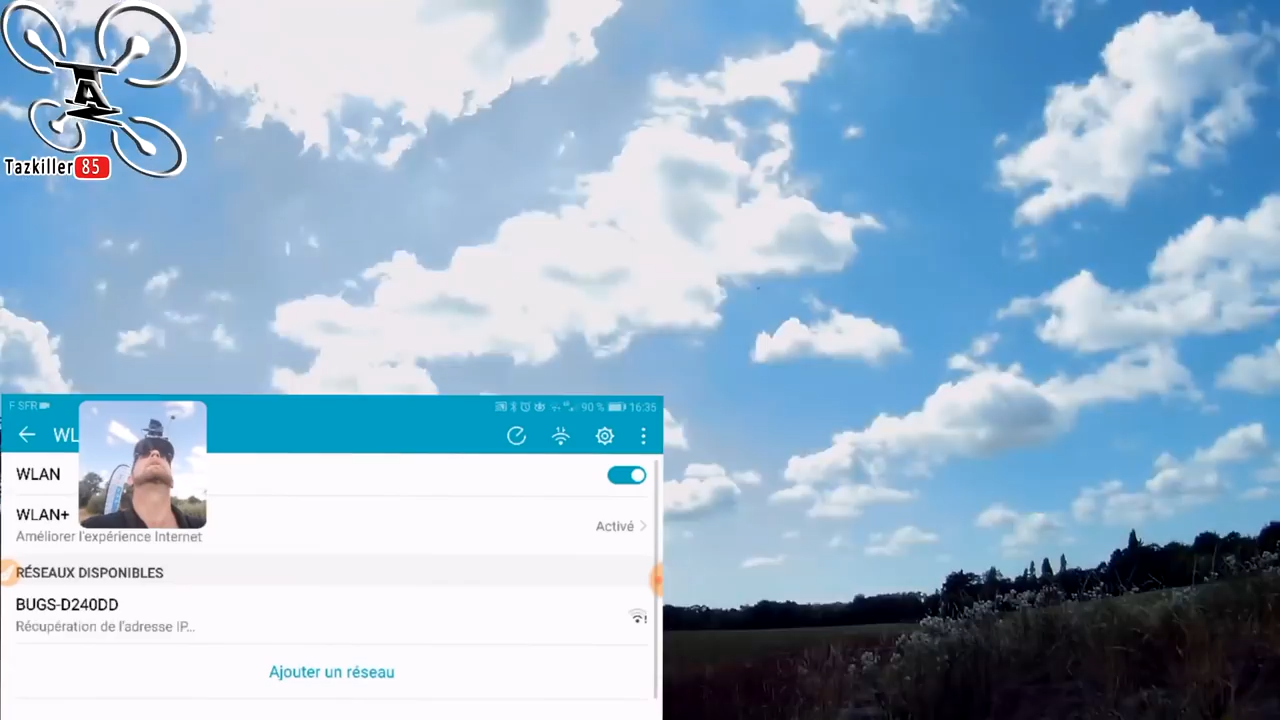 A
Tazkiller 85
F SFR
90 % 16:35
WL
WLAN
WLAN+
Améliorer l'expérience Internet
Activé
RÉSEAUX DISPONIBLES
BUGS-D240DD
Récupération de l'adresse IP...
Ajouter un réseau